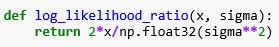 def log_likelihood_ratio(x, sigma):
    return 2*x/np.float32(sigma**2)